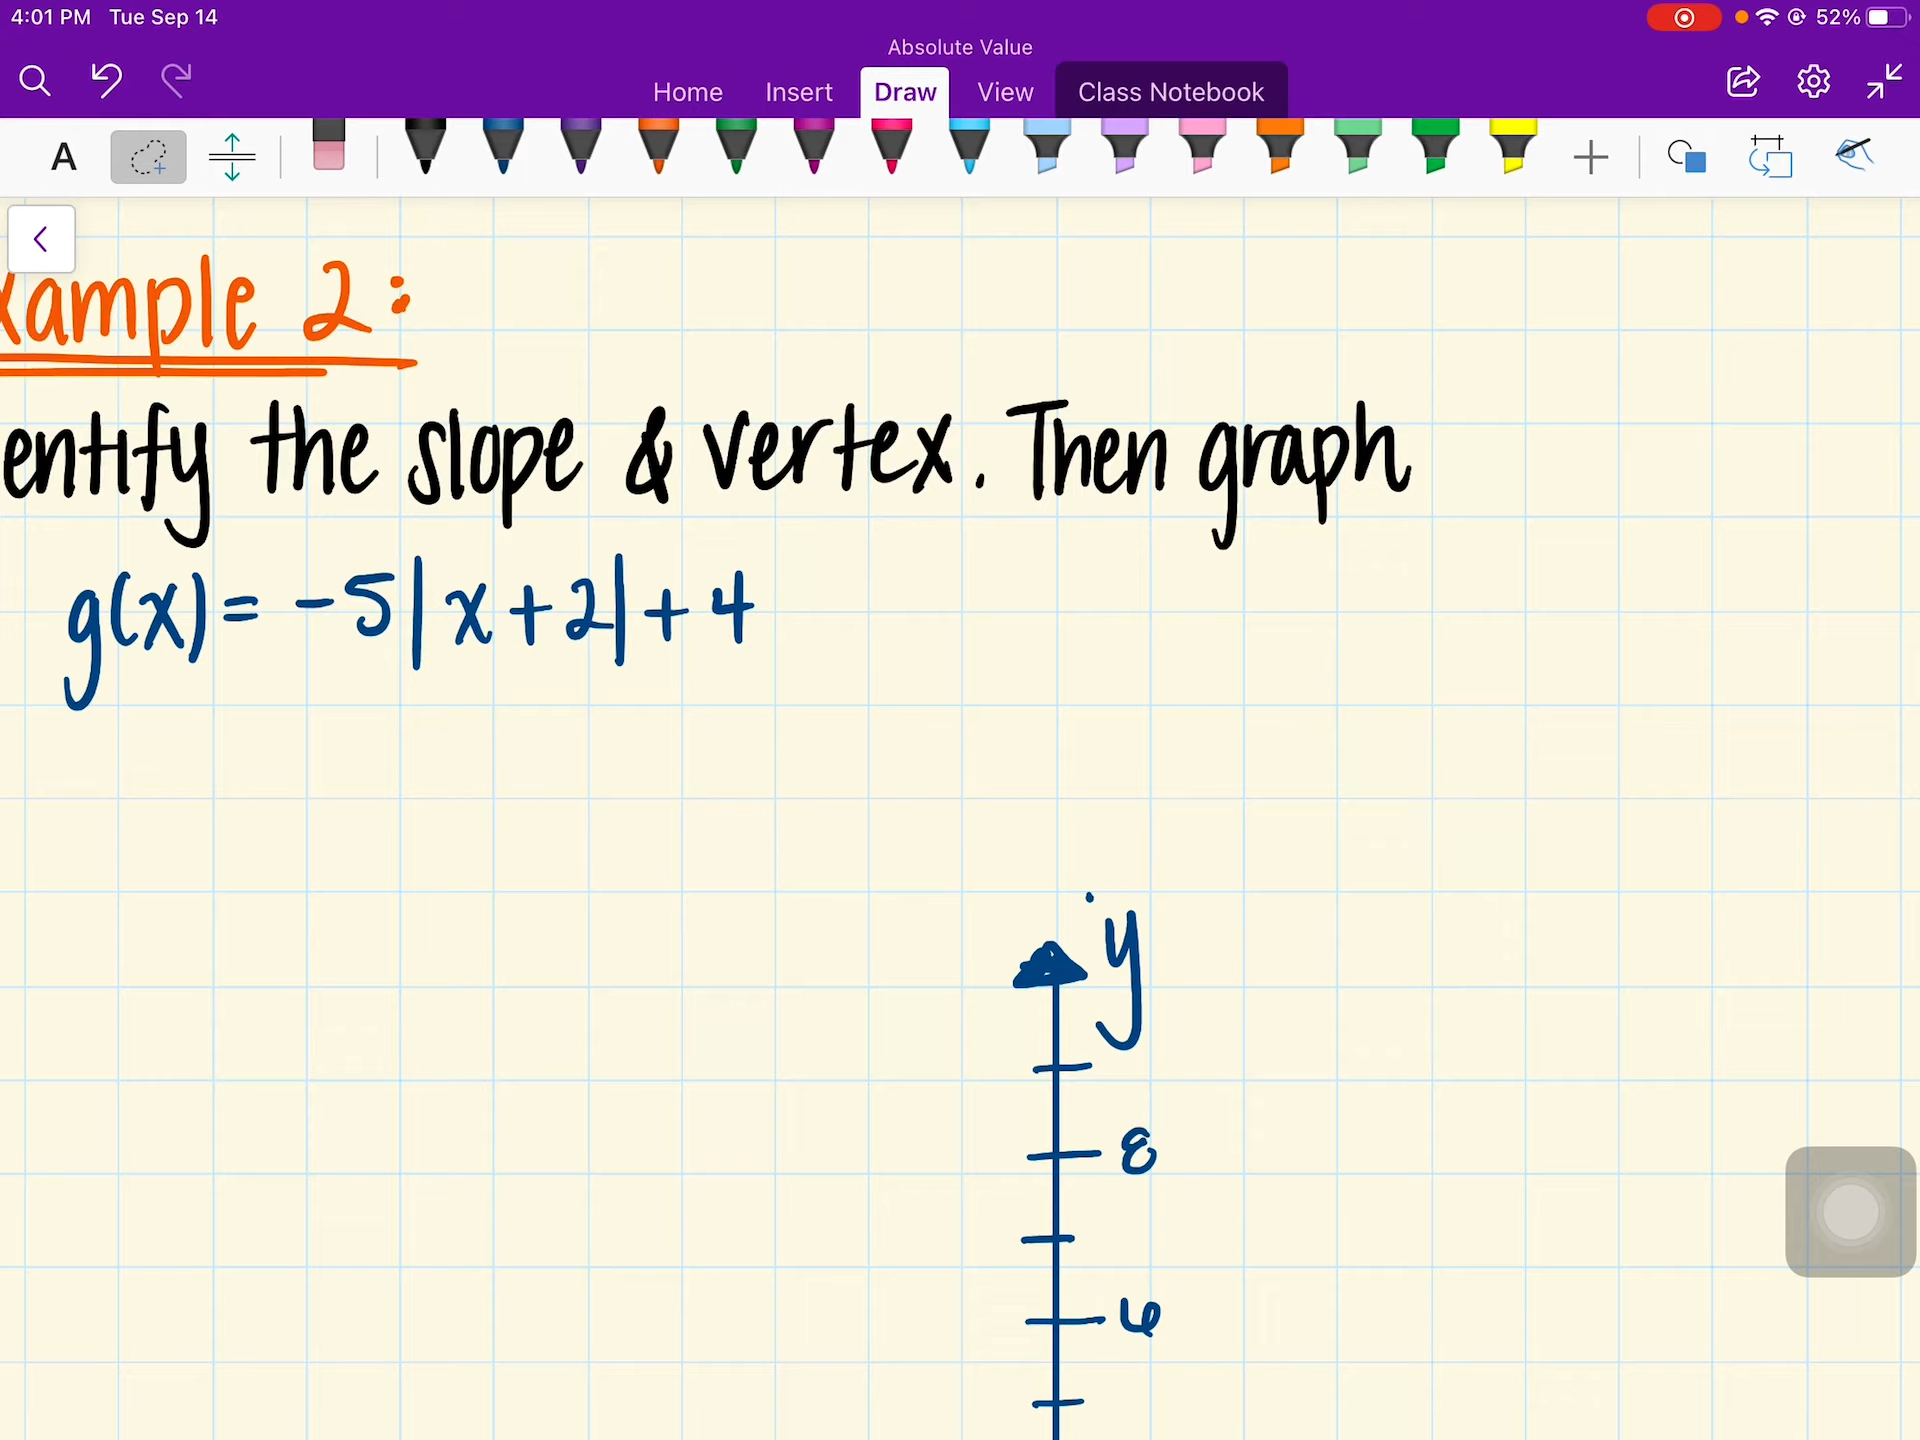 4:01 PM Tue Sep 14
52%
Absolute Value
Home Insert Draw View Class Notebook
A
xample 2:
entify the slope & vertex. Then graph
g(x) = -5|x+2|+4
y
8
6